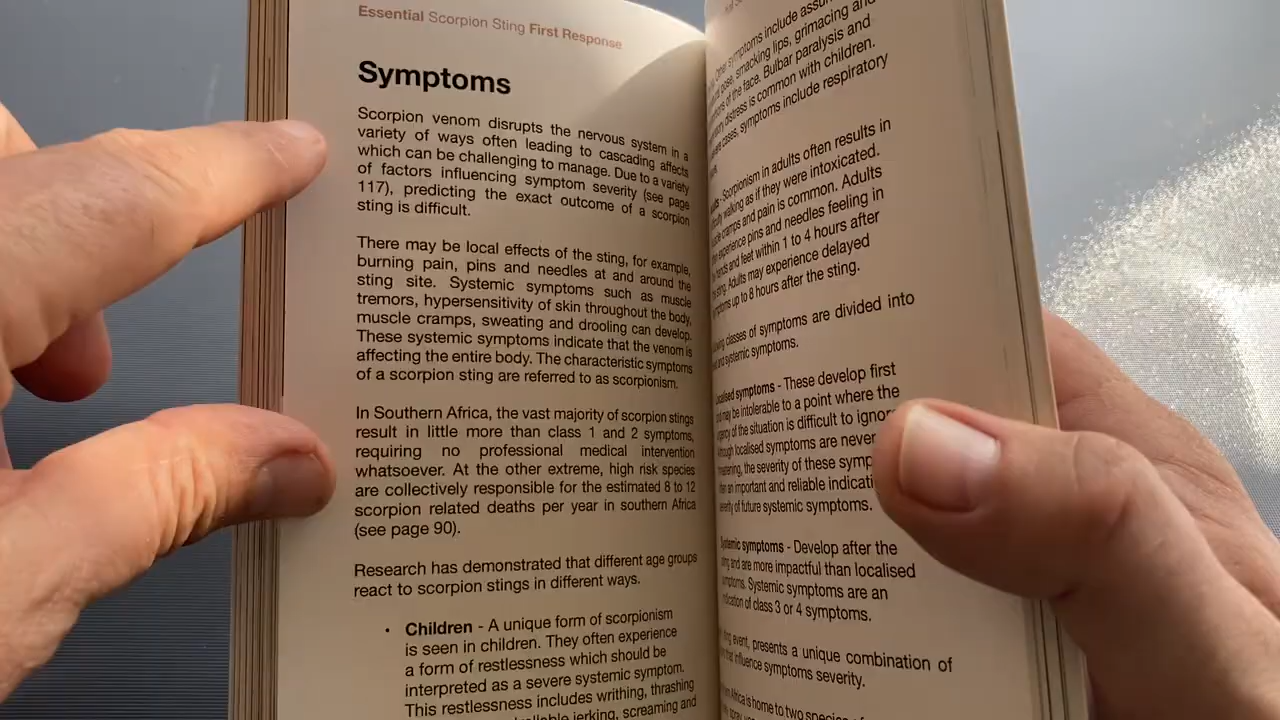 Essential Scorpion Sting First Response
Symptoms
Scorpion venom disrupts the nervous system in a
variety of ways often leading to cascading affects
which can be challenging to manage. Due to a variety
of factors influencing symptom severity (see page
117), predicting the exact outcome of a scorpion
sting is difficult.
There may be local effects of the sting, for example,
burning pain, pins and needles at and around the
sting site. Systemic symptoms such as muscle
tremors, hypersensitivity of skin throughout the body,
muscle cramps, sweating and drooling can develop.
These systemic symptoms indicate that the venom is
affecting the entire body. The characteristic symptoms
of a scorpion sting are referred to as scorpionism.
In Southern Africa, the vast majority of scorpion stings
result in little more than class 1 and 2 symptoms,
requiring no professional medical intervention
whatsoever. At the other extreme, high risk species
are collectively responsible for the estimated 8 to 12
scorpion related deaths per year in southern Africa
(see page 90).
Research has demonstrated that different age groups
react to scorpion stings in different ways.
• Children - A unique form of scorpionism
is seen in children. They often experience
a form of restlessness which should be
interpreted as a severe systemic symptom.
This restlessness includes writhing, thrashing
jerking, screaming and
Other symptoms include
pose, smacking lips, grimacing and
of the face. Bulbar paralysis and
distress is common with children.
cases, symptoms include respiratory
- Scorpionism in adults often results in
walking as if they were intoxicated.
cramps and pain is common. Adults
experience pins and needles feeling in
hands and feet within 1 to 4 hours after
sting. Adults may experience delayed
up to 8 hours after the sting.
classes of symptoms are divided into
and systemic symptoms.
symptoms - These develop first
may be intolerable to a point where the
of the situation is difficult to
localised symptoms are never
the severity of these
an important and reliable
of future systemic symptoms.
Systemic symptoms - Develop after the
and are more impactful than localised
symptoms. Systemic symptoms are an
of class 3 or 4 symptoms.
event, presents a unique combination of
that influence symptoms severity.
Africa is home to two species